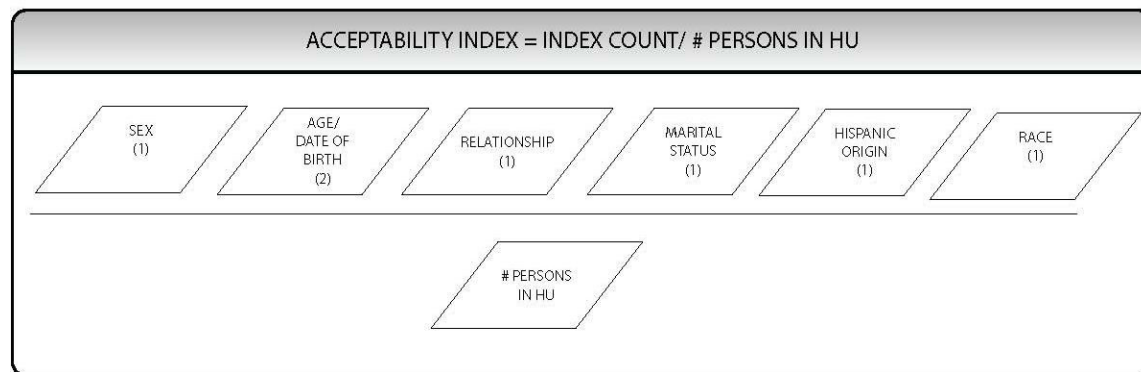 ACCEPTABILITY INDEX = INDEX COUNT/ # PERSONS IN HU
SEX
(1)
AGE/
DATE OF
BIRTH
(2)
RELATIONSHIP
(1)
MARITAL
STATUS
(1)
HISPANIC
ORIGIN
(1)
RACE
(1)
# PERSONS
IN HU